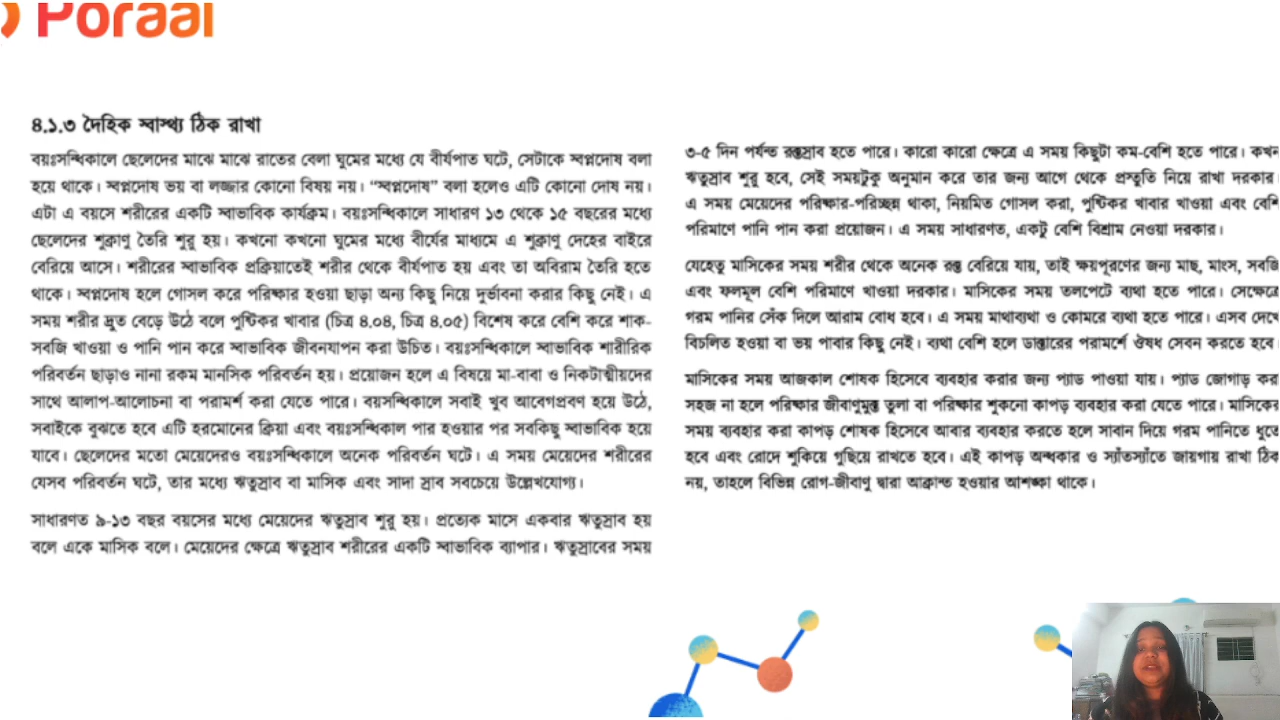 Poraai
৪.১.৩ দৈহিক স্বাস্থ্য ঠিক রাখা
বয়ঃসন্ধিকালে ছেলেদের মাঝে মাঝে রাতের বেলা ঘুমের মধ্যে যে বীর্যপাত ঘটে, সেটাকে স্বপ্নদোষ বলা
হয়ে থাকে। স্বপ্নদোষ ভয় বা লজ্জার কোনো বিষয় নয়। “স্বপ্নদোষ” বলা হলেও এটি কোনো দোষ নয়।
এটা এ বয়সে শরীরের একটি স্বাভাবিক কার্যক্রম। বয়ঃসন্ধিকালে সাধারণ ১৩ থেকে ১৫ বছরের মধ্যে
ছেলেদের শুক্রাণু তৈরি শুরু হয়। কখনো কখনো ঘুমের মধ্যে বীর্যের মাধ্যমে এ শুক্রাণু দেহের বাইরে
বেরিয়ে আসে। শরীরের স্বাভাবিক প্রক্রিয়াতেই শরীর থেকে বীর্যপাত হয় এবং তা অবিরাম তৈরি হতে
থাকে। স্বপ্নদোষ হলে গোসল করে পরিষ্কার হওয়া ছাড়া অন্য কিছু নিয়ে দুর্ভাবনা করার কিছু নেই। এ
সময় শরীর দ্রুত বেড়ে উঠে বলে পুষ্টিকর খাবার (চিত্র ৪.০৪, চিত্র ৪.০৫) বিশেষ করে বেশি করে শাক-
সবজি খাওয়া ও পানি পান করে স্বাভাবিক জীবনযাপন করা উচিত। বয়ঃসন্ধিকালে স্বাভাবিক শারীরিক
পরিবর্তন ছাড়াও নানা রকম মানসিক পরিবর্তন হয়। প্রয়োজন হলে এ বিষয়ে মা-বাবা ও নিকটাত্মীয়দের
সাথে আলাপ-আলোচনা বা পরামর্শ করা যেতে পারে। বয়সন্ধিকালে সবাই খুব আবেগপ্রবণ হয়ে উঠে,
সবাইকে বুঝতে হবে এটি হরমোনের ক্রিয়া এবং বয়ঃসন্ধিকাল পার হওয়ার পর সবকিছু স্বাভাবিক হয়ে
যাবে। ছেলেদের মতো মেয়েদেরও বয়ঃসন্ধিকালে অনেক পরিবর্তন ঘটে। এ সময় মেয়েদের শরীরের
যেসব পরিবর্তন ঘটে, তার মধ্যে ঋতুস্রাব বা মাসিক এবং সাদা স্রাব সবচেয়ে উল্লেখযোগ্য।
সাধারণত ৯-১৩ বছর বয়সের মধ্যে মেয়েদের ঋতুস্রাব শুরু হয়। প্রত্যেক মাসে একবার ঋতুস্রাব হয়
বলে একে মাসিক বলে। মেয়েদের ক্ষেত্রে ঋতুস্রাব শরীরের একটি স্বাভাবিক ব্যাপার। ঋতুস্রাবের সময়
৩-৫ দিন পর্যন্ত রক্তস্রাব হতে পারে। কারো কারো ক্ষেত্রে এ সময় কিছুটা কম-বেশি হতে পারে। কখন
ঋতুস্রাব শুরু হবে, সেই সময়টুকু অনুমান করে তার জন্য আগে থেকে প্রস্তুতি নিয়ে রাখা দরকার।
এ সময় মেয়েদের পরিষ্কার-পরিচ্ছন্ন থাকা, নিয়মিত গোসল করা, পুষ্টিকর খাবার খাওয়া এবং বেশি
পরিমাণে পানি পান করা প্রয়োজন। এ সময় সাধারণত, একটু বেশি বিশ্রাম নেওয়া দরকার।
যেহেতু মাসিকের সময় শরীর থেকে অনেক রক্ত বেরিয়ে যায়, তাই ক্ষয়পূরণের জন্য মাছ, মাংস, সবজি
এবং ফলমূল বেশি পরিমাণে খাওয়া দরকার। মাসিকের সময় তলপেটে ব্যথা হতে পারে। সেক্ষেত্রে
গরম পানির সেঁক দিলে আরাম বোধ হবে। এ সময় মাথাব্যথা ও কোমরে ব্যথা হতে পারে। এসব দেখে
বিচলিত হওয়া বা ভয় পাবার কিছু নেই। ব্যথা বেশি হলে ডাক্তারের পরামর্শে ঔষধ সেবন করতে হবে।
মাসিকের সময় আজকাল শোষক হিসেবে ব্যবহার করার জন্য প্যাড পাওয়া যায়। প্যাড জোগাড় করা
সহজ না হলে পরিষ্কার জীবাণুমুক্ত তুলা বা পরিষ্কার শুকনো কাপড় ব্যবহার করা যেতে পারে। মাসিকের
সময় ব্যবহার করা কাপড় শোষক হিসেবে আবার ব্যবহার করতে হলে সাবান দিয়ে গরম পানিতে ধুতে
হবে এবং রোদে শুকিয়ে গুছিয়ে রাখতে হবে। এই কাপড় অন্ধকার ও স্যাঁতস্যাঁতে জায়গায় রাখা ঠিক
নয়, তাহলে বিভিন্ন রোগ-জীবাণু দ্বারা আক্রান্ত হওয়ার আশঙ্কা থাকে।